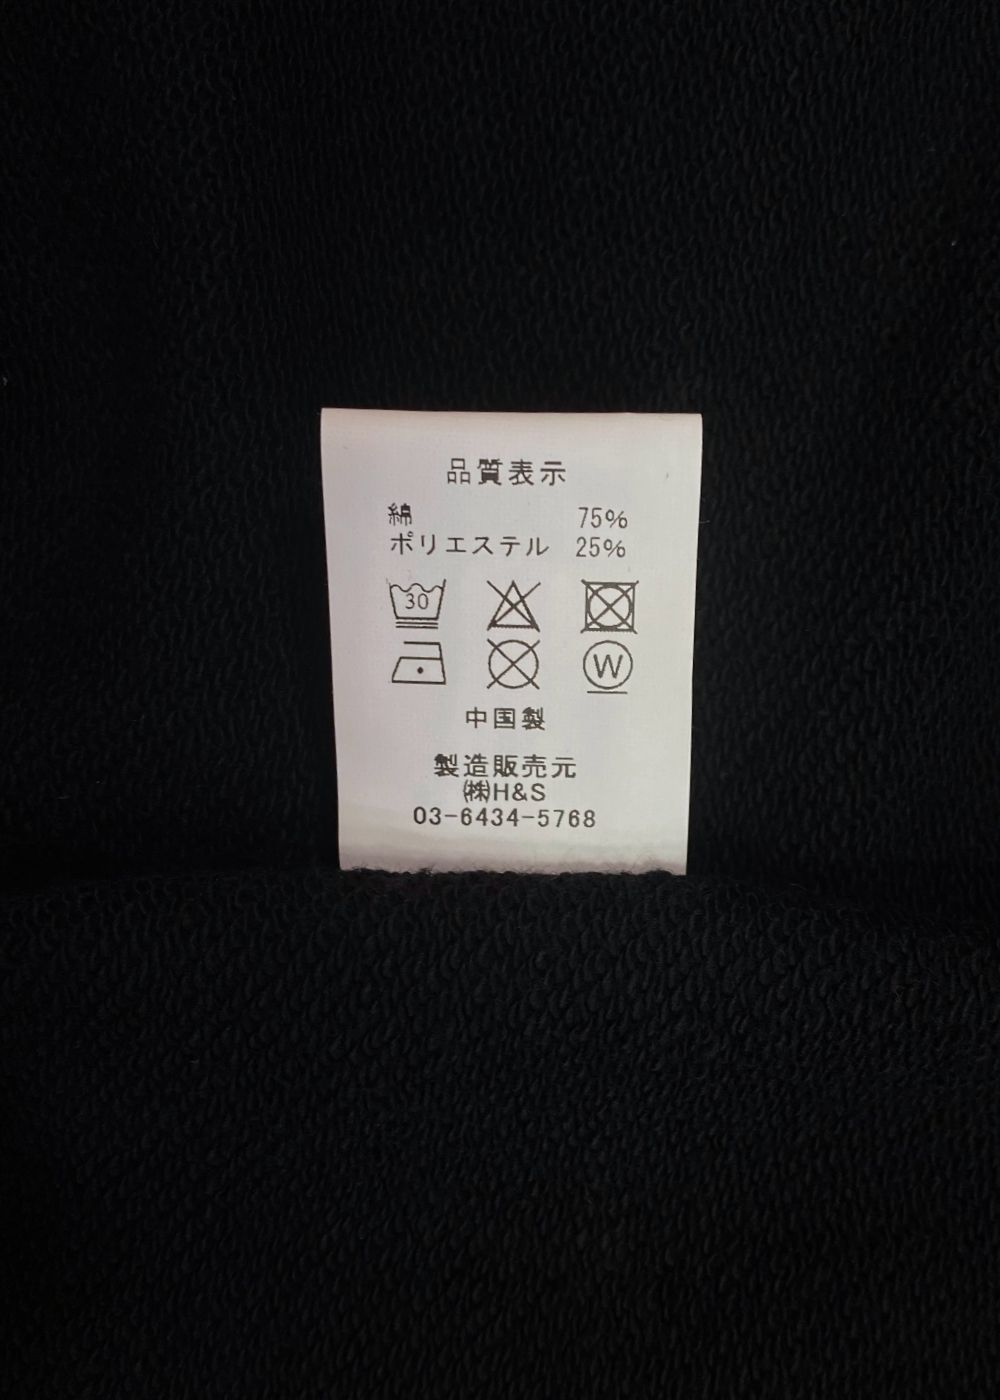 品質表示
綿 75%
ポリエステル 25%
30
W
中国製
製造販売元
㈱H&S
03-6434-5768